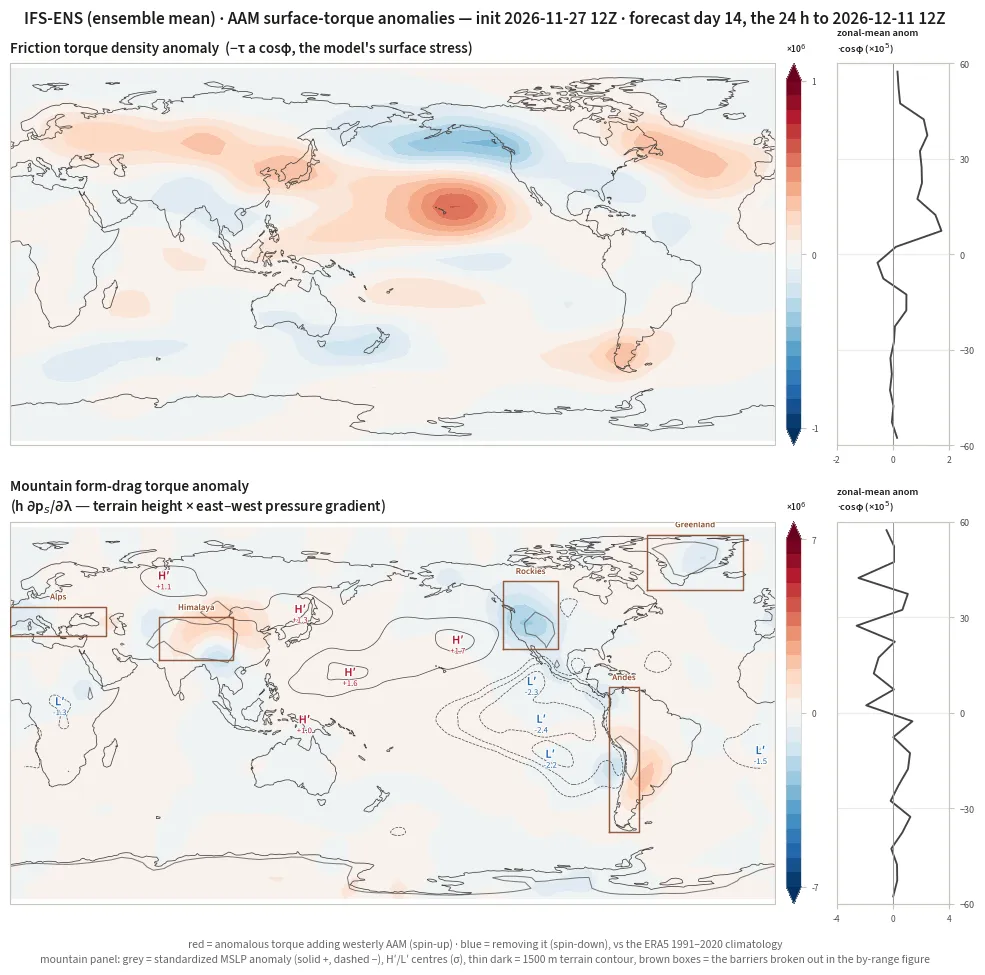 IFS-ENS (ensemble mean) · AAM surface-torque anomalies — init 2026-11-27 12Z · forecast day 14, the 24 h to 2026-12-11 12Z
Friction torque density anomaly (−τ a cosϕ, the model's surface stress)
×10⁶
zonal-mean anom
·cosϕ (×10⁵)
1
0
-1
60
30
0
−30
−60
-2
0
2
Mountain form-drag torque anomaly
(h ∂pₛ/∂λ — terrain height × east–west pressure gradient)
×10⁶
zonal-mean anom
·cosϕ (×10⁵)
Greenland
Rockies
H′
+1.1
Alps
Himalaya
H′
+1.3
H′
+1.7
H′
+1.6
Andes
L′
-2.3
L′
-1.3
H′
+1.0
L′
-2.4
L′
-2.2
L′
-1.5
7
0
-7
60
30
0
−30
−60
-4
0
4
red = anomalous torque adding westerly AAM (spin-up) · blue = removing it (spin-down), vs the ERA5 1991–2020 climatology
mountain panel: grey = standardized MSLP anomaly (solid +, dashed −), H′/L′ centres (σ), thin dark = 1500 m terrain contour, brown boxes = the barriers broken out in the by-range figure